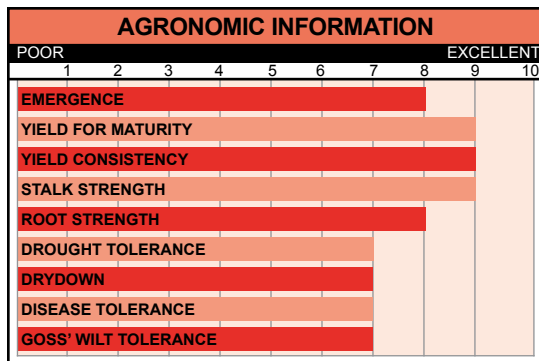 AGRONOMIC INFORMATION
POOR EXCELLENT
1 2 3 4 5 6 7 8 9 10
EMERGENCE
YIELD FOR MATURITY
YIELD CONSISTENCY
STALK STRENGTH
ROOT STRENGTH
DROUGHT TOLERANCE
DRYDOWN
DISEASE TOLERANCE
GOSS' WILT TOLERANCE